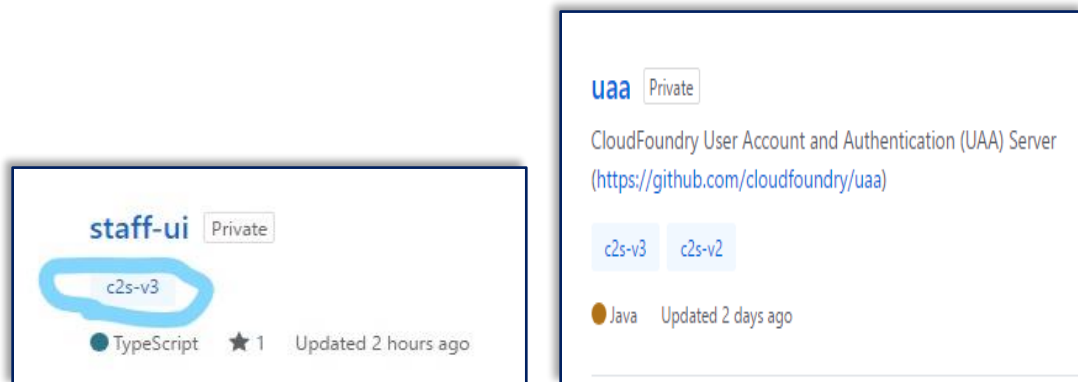 staff-ui Private
c2s-v3
TypeScript 1 Updated 2 hours ago
uaa Private
CloudFoundry User Account and Authentication (UAA) Server
(https://github.com/cloudfoundry/uaa)
c2s-v3 c2s-v2
Java Updated 2 days ago